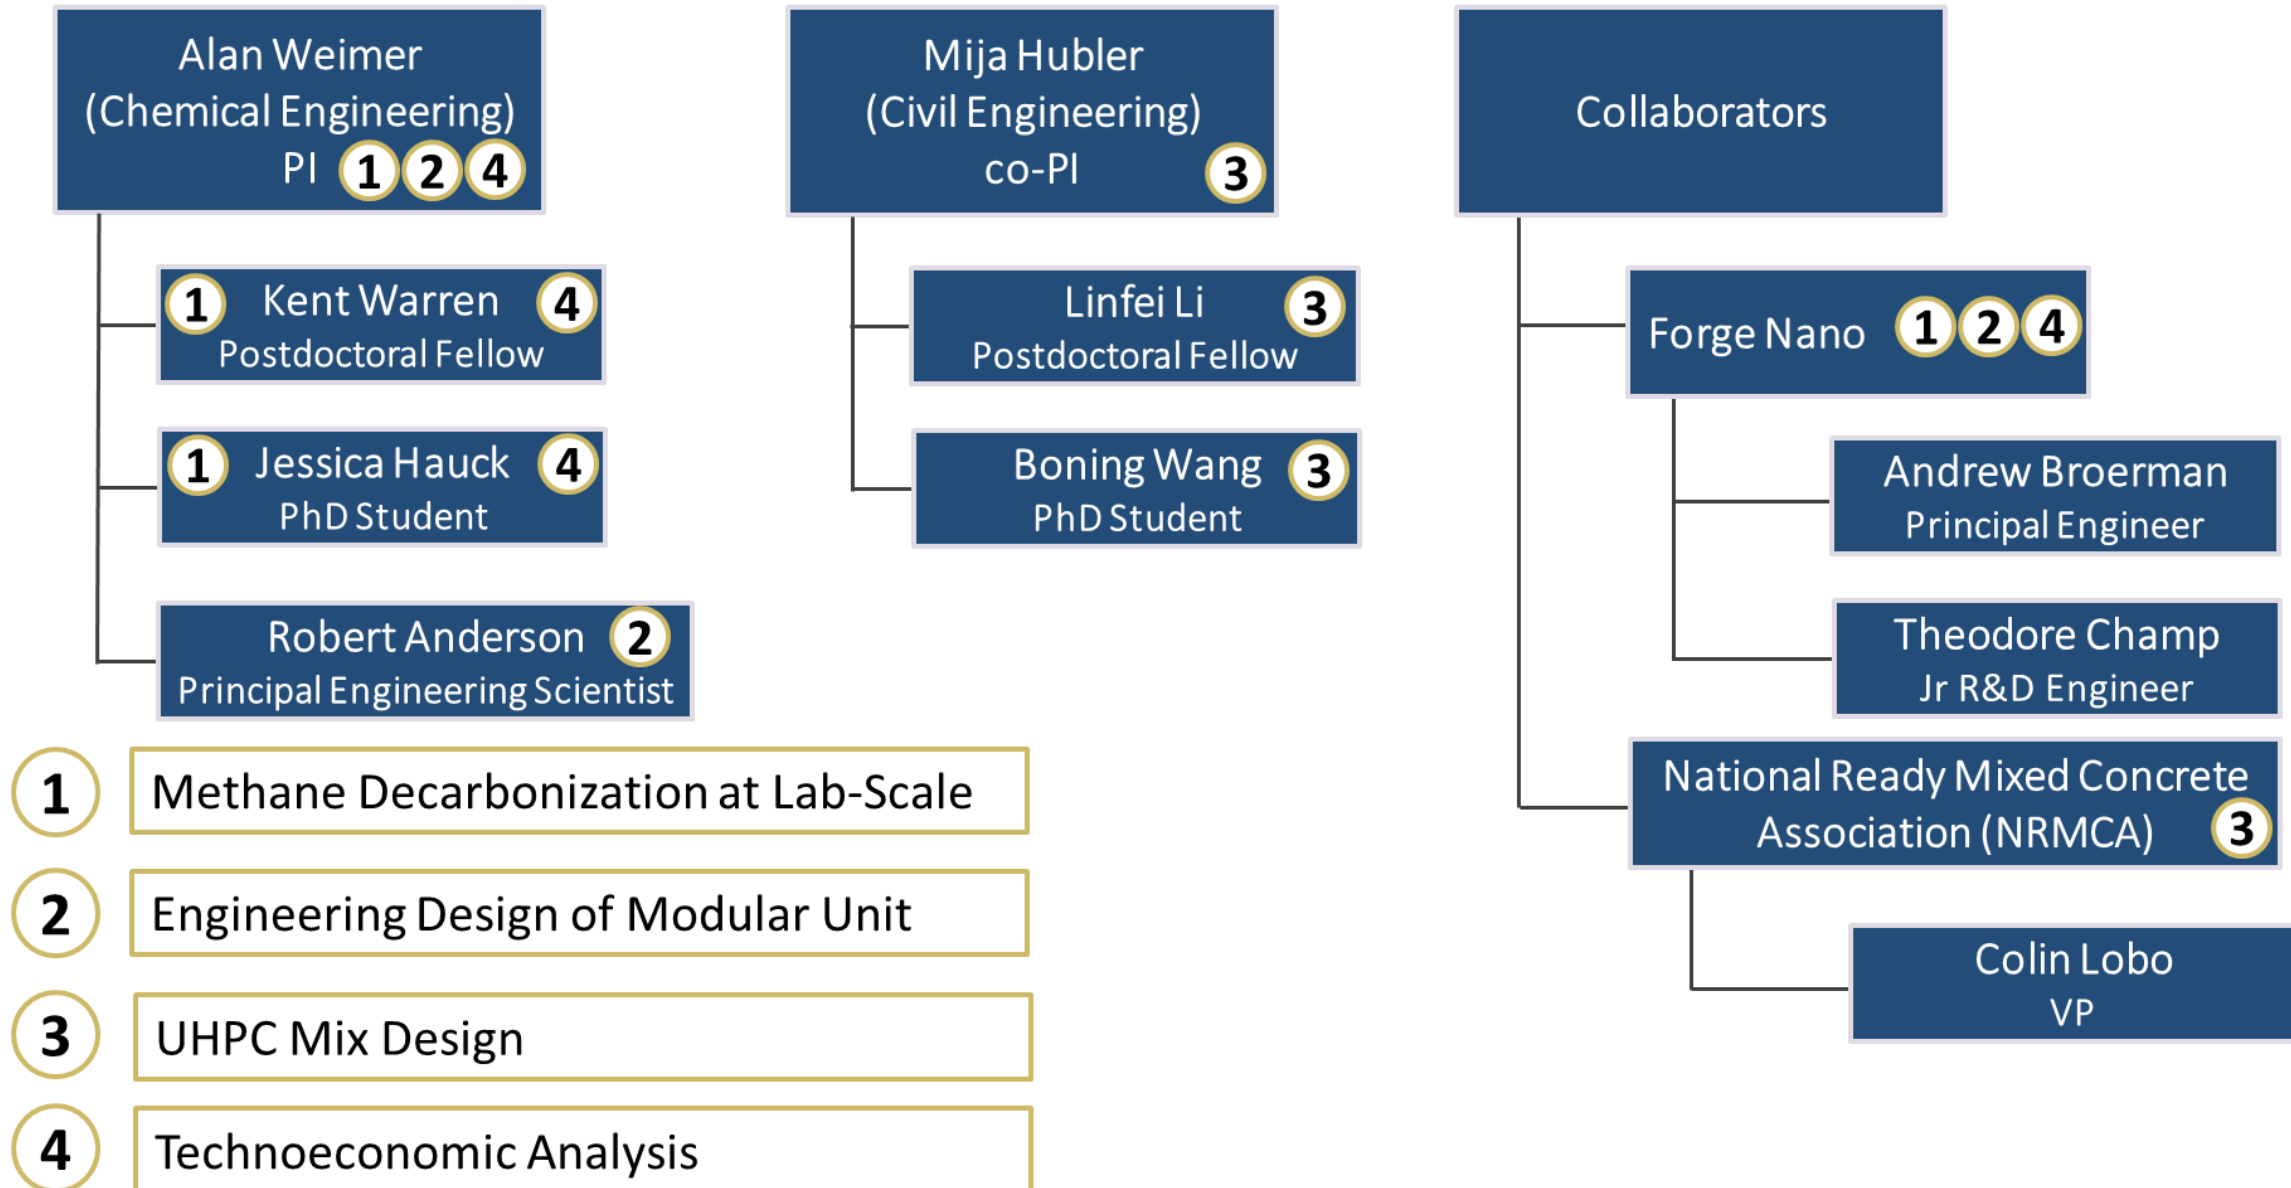 Alan Weimer
(Chemical Engineering)
PI 1 2 4
1 Kent Warren 4
Postdoctoral Fellow
1 Jessica Hauck 4
PhD Student
Robert Anderson 2
Principal Engineering Scientist
Mija Hubler
(Civil Engineering)
co-PI 3
Linfei Li 3
Postdoctoral Fellow
Boning Wang 3
PhD Student
Collaborators
Forge Nano 1 2 4
Andrew Broerman
Principal Engineer
Theodore Champ
Jr R&D Engineer
National Ready Mixed Concrete
Association (NRMCA) 3
Colin Lobo
VP
1 Methane Decarbonization at Lab-Scale
2 Engineering Design of Modular Unit
3 UHPC Mix Design
4 Technoeconomic Analysis